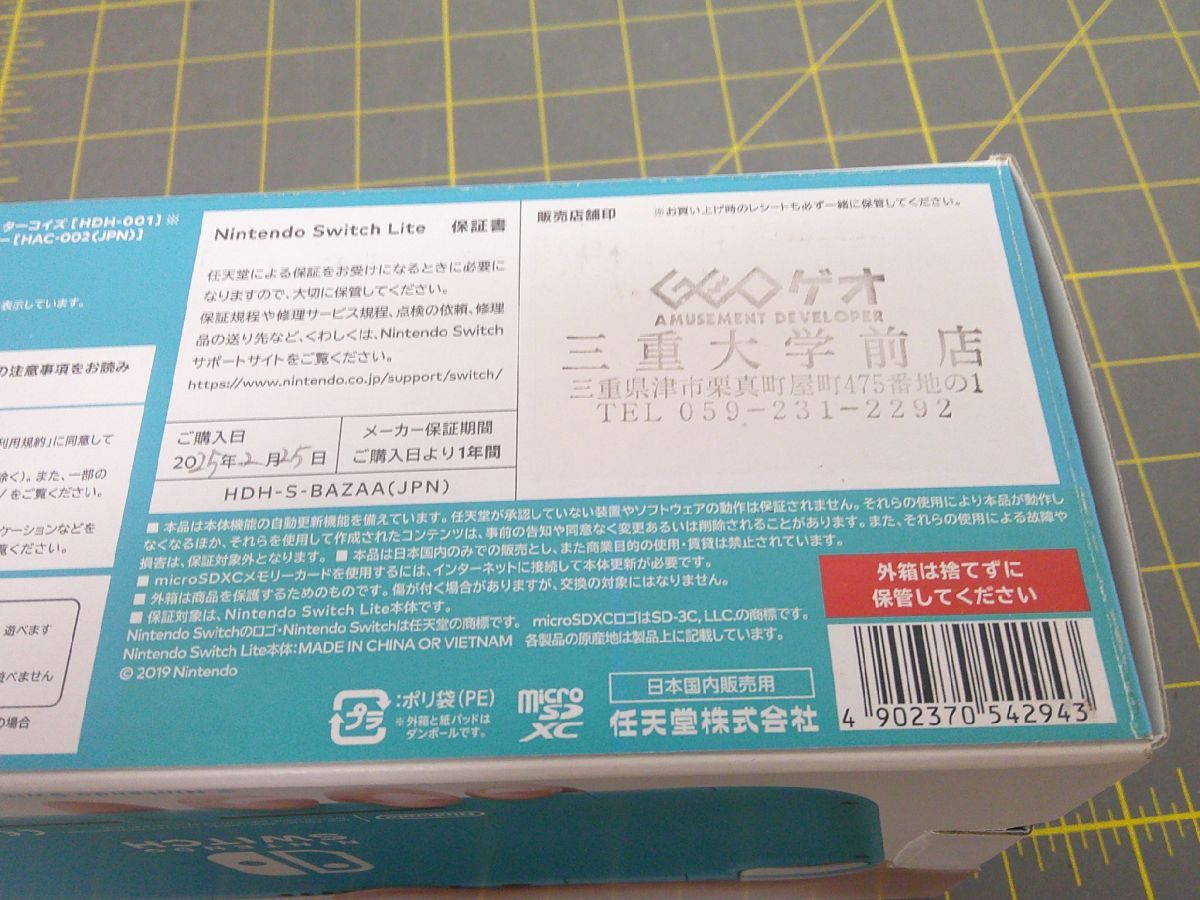 ターコイズ[HDH-001]※
ー[HAC-002(JPN)]
表示しています。
の注意事項をお読み
利用規約」に同意して
除く)。また、一部の
/ をご覧ください。
ケーションなどを
覧ください。
遊べます
遊べません
の場合
Nintendo Switch Lite 保証書
任天堂による保証をお受けになるときに必要に
なりますので、大切に保管してください。
保証規程や修理サービス規程、点検の依頼、修理
品の送り先など、くわしくは、Nintendo Switch
サポートサイトをご覧ください。
https://www.nintendo.co.jp/support/switch/
ご購入日
2025年2月25日
メーカー保証期間
ご購入日より1年間
HDH-S-BAZAA(JPN)
販売店舗印 ※お買い上げ時のレシートも必ず一緒に保管してください。
GEOゲオ
AMUSEMENT DEVELOPER
三重大学前店
三重県津市栗真町屋町475番地の1
TEL 059-231-2292
■ 本品は本体機能の自動更新機能を備えています。任天堂が承認していない装置やソフトウェアの動作は保証されません。それらの使用により本品が動作し
なくなるほか、それらを使用して作成されたコンテンツは、事前の告知や同意なく変更あるいは削除されることがあります。また、それらの使用による故障や
損害は、保証対象外となります。 ■ 本品は日本国内のみでの販売とし、また商業目的の使用・賃貸は禁止されています。
■ microSDXCメモリーカードを使用するには、インターネットに接続して本体更新が必要です。
■ 外箱は商品を保護するためのものです。傷が付く場合がありますが、交換の対象にはなりません。
■ 保証対象は、Nintendo Switch Lite本体です。
Nintendo Switchのロゴ・Nintendo Switchは任天堂の商標です。 microSDXCロゴはSD-3C, LLC.の商標です。
Nintendo Switch Lite本体:MADE IN CHINA OR VIETNAM 各製品の原産地は製品上に記載しています。
© 2019 Nintendo
外箱は捨てずに
保管してください
プラ
:ポリ袋(PE)
※外箱と紙パッドは
ダンボールです。
micro
SD
XC
日本国内販売用
任天堂株式会社
4 902370 542943
Nintendo
NINTENDO
SWITCH